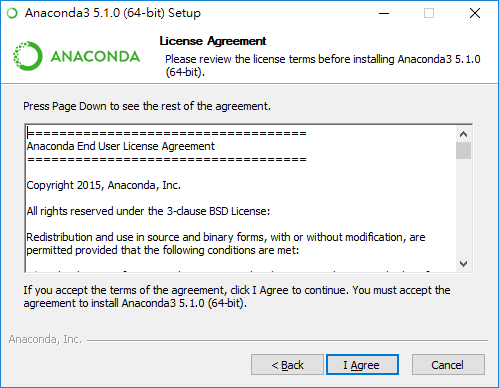 Anaconda3 5.1.0 (64-bit) Setup
ANACONDA
License Agreement
Please review the license terms before installing Anaconda3 5.1.0
(64-bit).
Press Page Down to see the rest of the agreement.
===================================
Anaconda End User License Agreement
===================================
Copyright 2015, Anaconda, Inc.
All rights reserved under the 3-clause BSD License:
Redistribution and use in source and binary forms, with or without modification, are
permitted provided that the following conditions are met:
If you accept the terms of the agreement, click I Agree to continue. You must accept the
agreement to install Anaconda3 5.1.0 (64-bit).
Anaconda, Inc.
< Back
I Agree
Cancel